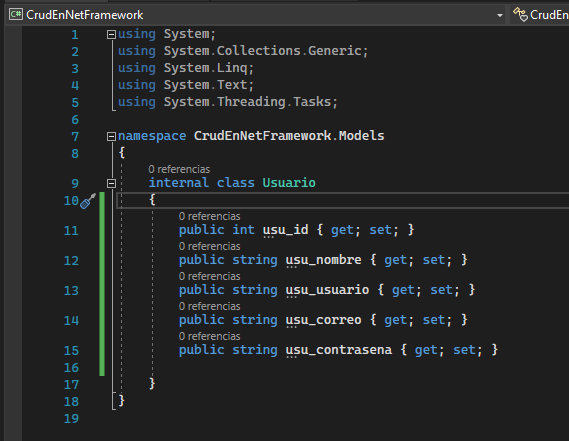 C# CrudEnNetFramework CrudEn
1 using System;
2 using System.Collections.Generic;
3 using System.Linq;
4 using System.Text;
5 using System.Threading.Tasks;
6
7 namespace CrudEnNetFramework.Models
8 {
0 referencias
9 internal class Usuario
10 {
0 referencias
11 public int usu_id { get; set; }
0 referencias
12 public string usu_nombre { get; set; }
0 referencias
13 public string usu_usuario { get; set; }
0 referencias
14 public string usu_correo { get; set; }
0 referencias
15 public string usu_contrasena { get; set; }
16
17 }
18 }
19